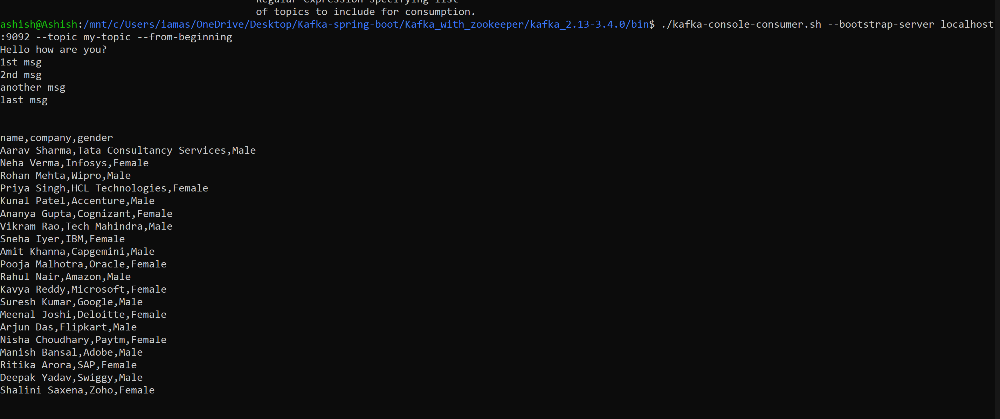 Regular expression specifying list
of topics to include for consumption.
ashish@Ashish:/mnt/c/Users/iamas/OneDrive/Desktop/Kafka-spring-boot/Kafka_with_zookeeper/kafka_2.13-3.4.0/bin$ ./kafka-console-consumer.sh --bootstrap-server localhost
:9092 --topic my-topic --from-beginning
Hello how are you?
1st msg
2nd msg
another msg
last msg
name,company,gender
Aarav Sharma,Tata Consultancy Services,Male
Neha Verma,Infosys,Female
Rohan Mehta,Wipro,Male
Priya Singh,HCL Technologies,Female
Kunal Patel,Accenture,Male
Ananya Gupta,Cognizant,Female
Vikram Rao,Tech Mahindra,Male
Sneha Iyer,IBM,Female
Amit Khanna,Capgemini,Male
Pooja Malhotra,Oracle,Female
Rahul Nair,Amazon,Male
Kavya Reddy,Microsoft,Female
Suresh Kumar,Google,Male
Meenal Joshi,Deloitte,Female
Arjun Das,Flipkart,Male
Nisha Choudhary,Paytm,Female
Manish Bansal,Adobe,Male
Ritika Arora,SAP,Female
Deepak Yadav,Swiggy,Male
Shalini Saxena,Zoho,Female